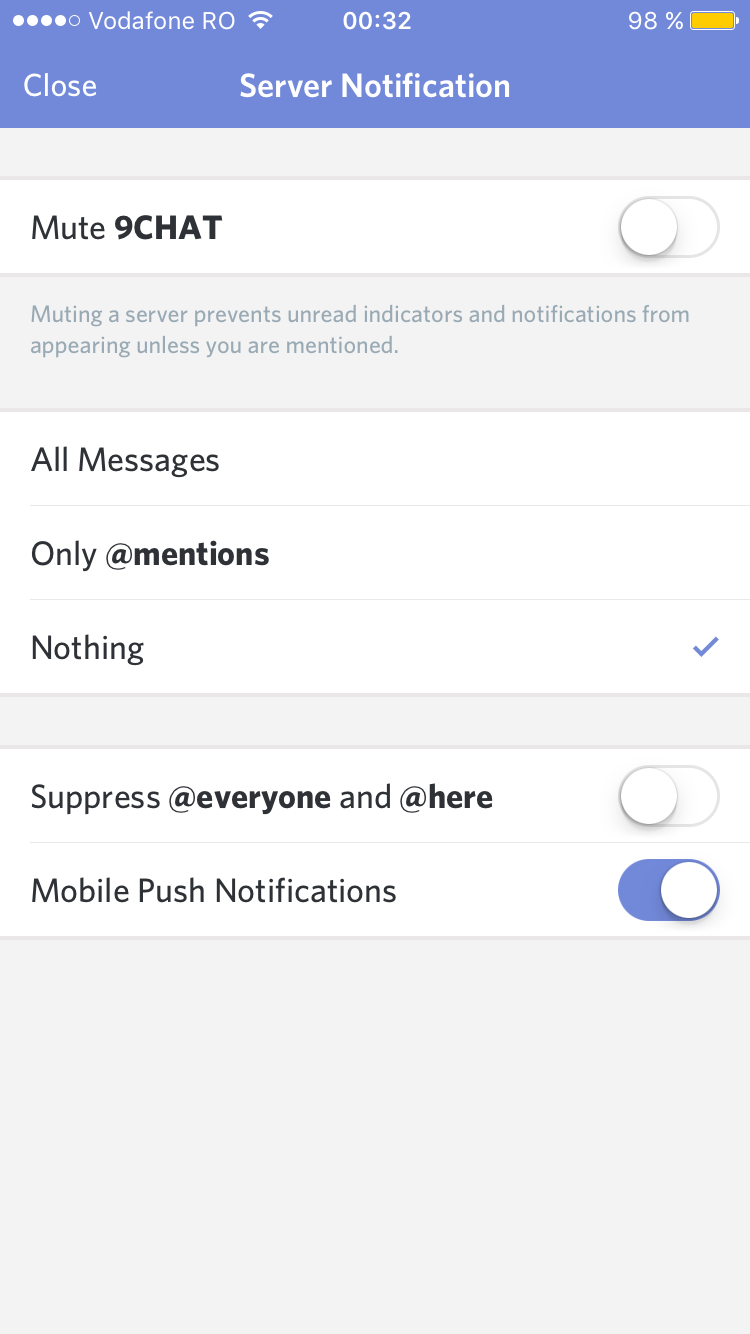 Vodafone RO 00:32 98 %
Close Server Notification
Mute 9CHAT
Muting a server prevents unread indicators and notifications from
appearing unless you are mentioned.
All Messages
Only @mentions
Nothing
Suppress @everyone and @here
Mobile Push Notifications